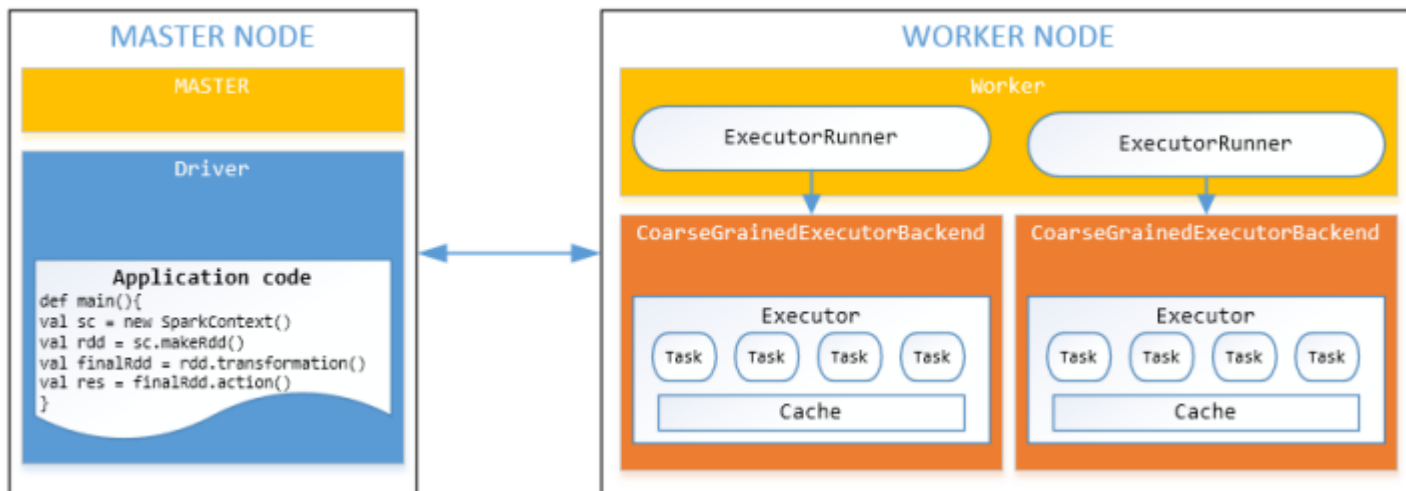 MASTER NODE
MASTER
Driver
Application code
def main(){
val sc = new SparkContext()
val rdd = sc.makeRdd()
val finalRdd = rdd.transformation()
val res = finalRdd.action()
}
WORKER NODE
Worker
ExecutorRunner
ExecutorRunner
CoarseGrainedExecutorBackend
Executor
Task Task Task Task
Cache
CoarseGrainedExecutorBackend
Executor
Task Task Task Task
Cache